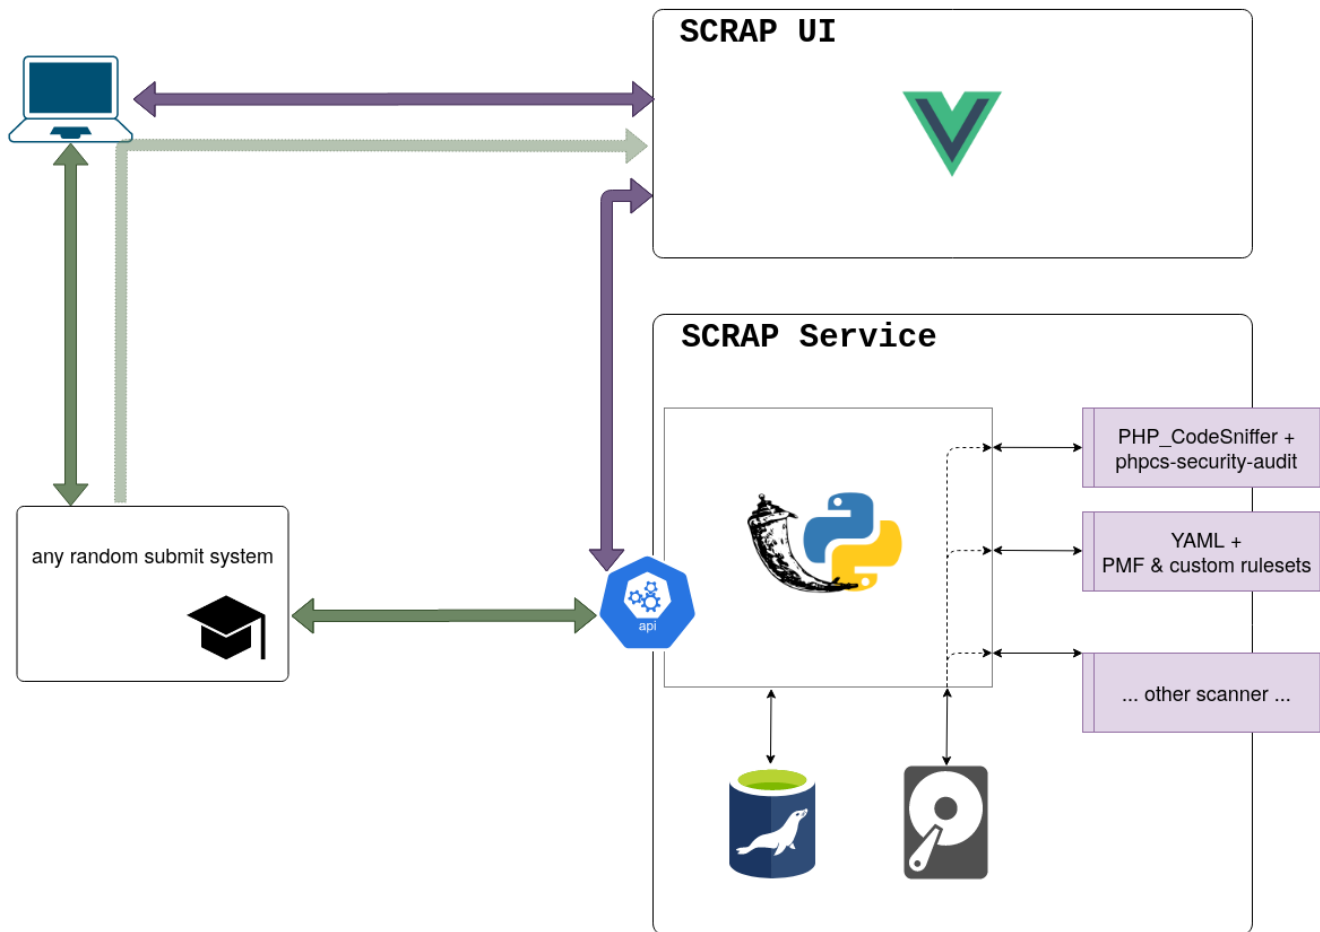 SCRAP UI
SCRAP Service
PHP_CodeSniffer +
phpcs-security-audit
YAML +
PMF & custom rulesets
any random submit system
api
... other scanner ...